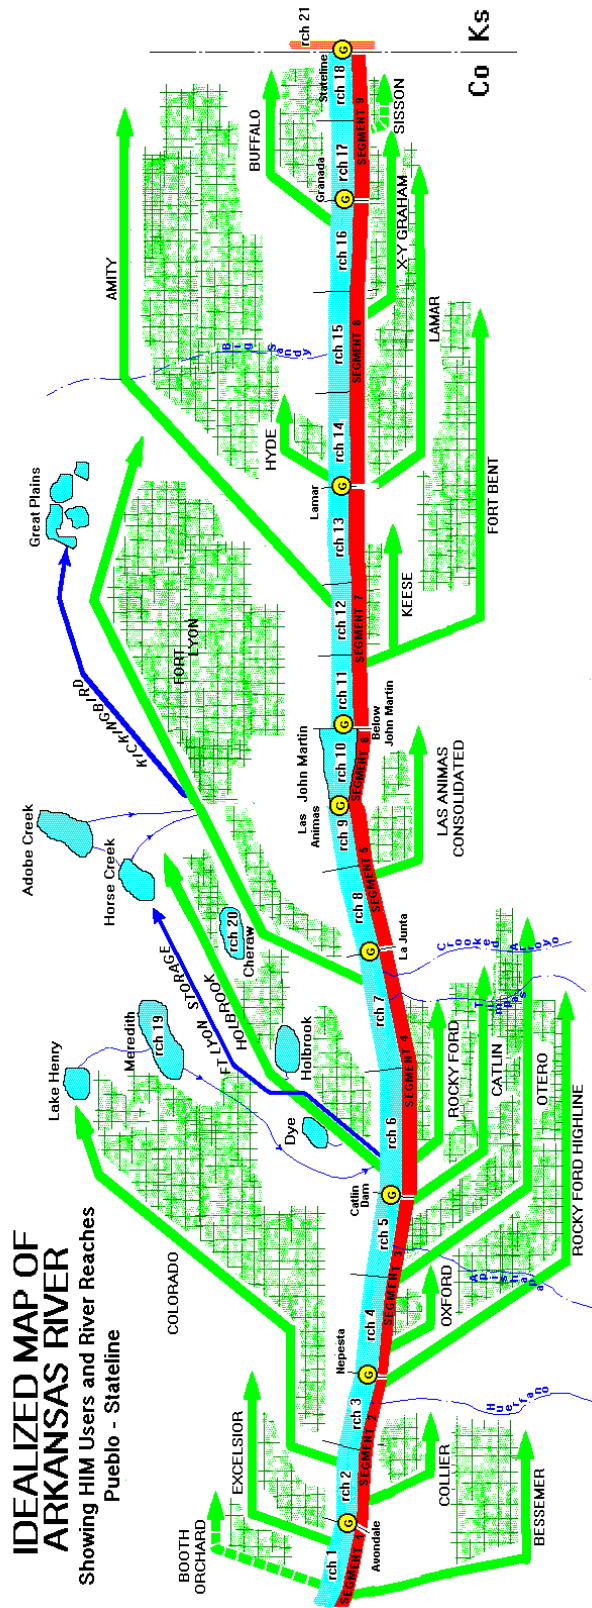 IDEALIZED MAP OF
ARKANSAS RIVER
Showing HIM Users and River Reaches
Pueblo - Stateline
BOOTH
ORCHARD
EXCELSIOR
COLORADO
Lake Henry
Meredith
rch 19
Dye
Holbrook
FT LYON STORAGE
HOLBROOK
rch 20
Cheraw
Horse Creek
Adobe Creek
KICKINGBIRD
Great Plains
FORT
LYON
AMITY
Big Sandy
HYDE
BUFFALO
rch 1
rch 2
rch 3
rch 4
rch 5
rch 6
rch 7
rch 8
rch 9
rch 10
rch 11
rch 12
rch 13
rch 14
rch 15
rch 16
rch 17
rch 18
rch 21
G
Avondale
G
Nepesta
G
Catlin
Dam
G
La Junta
G
Las
Animas
John Martin
G
Below
John Martin
G
Lamar
G
Granada
G
Stateline
SEGMENT 1
SEGMENT 2
SEGMENT 3
SEGMENT 4
SEGMENT 5
SEGMENT 6
SEGMENT 7
SEGMENT 8
SEGMENT 9
BESSEMER
COLLIER
Huerfano
OXFORD
Apishapa
ROCKY FORD HIGHLINE
OTERO
CATLIN
ROCKY FORD
Timpas
Crooked Arroyo
LAS ANIMAS
CONSOLIDATED
KEESE
FORT BENT
LAMAR
X-Y GRAHAM
SISSON
Co Ks